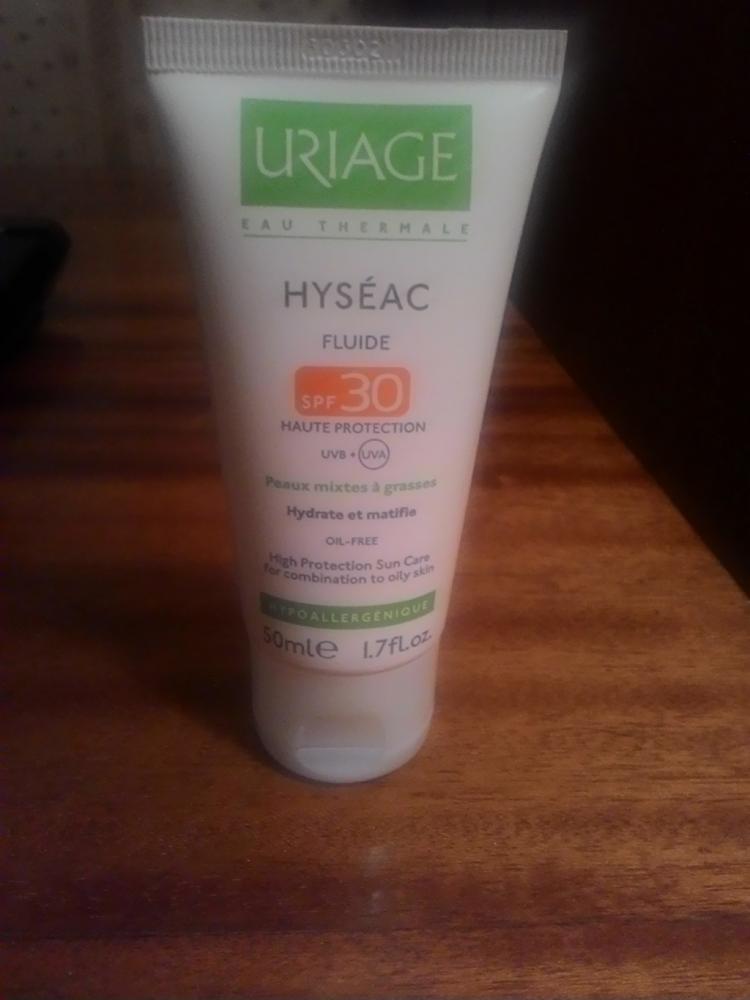 URIAGE
EAU THERMALE
HYSÉAC
FLUIDE
SPF 30
HAUTE PROTECTION
UVB + UVA
Peaux mixtes à grasses
Hydrate et matifie
OIL-FREE
High Protection Sun Care
for combination to oily skin
HYPOALLERGÉNIQUE
50ml℮ 1.7fl.oz.